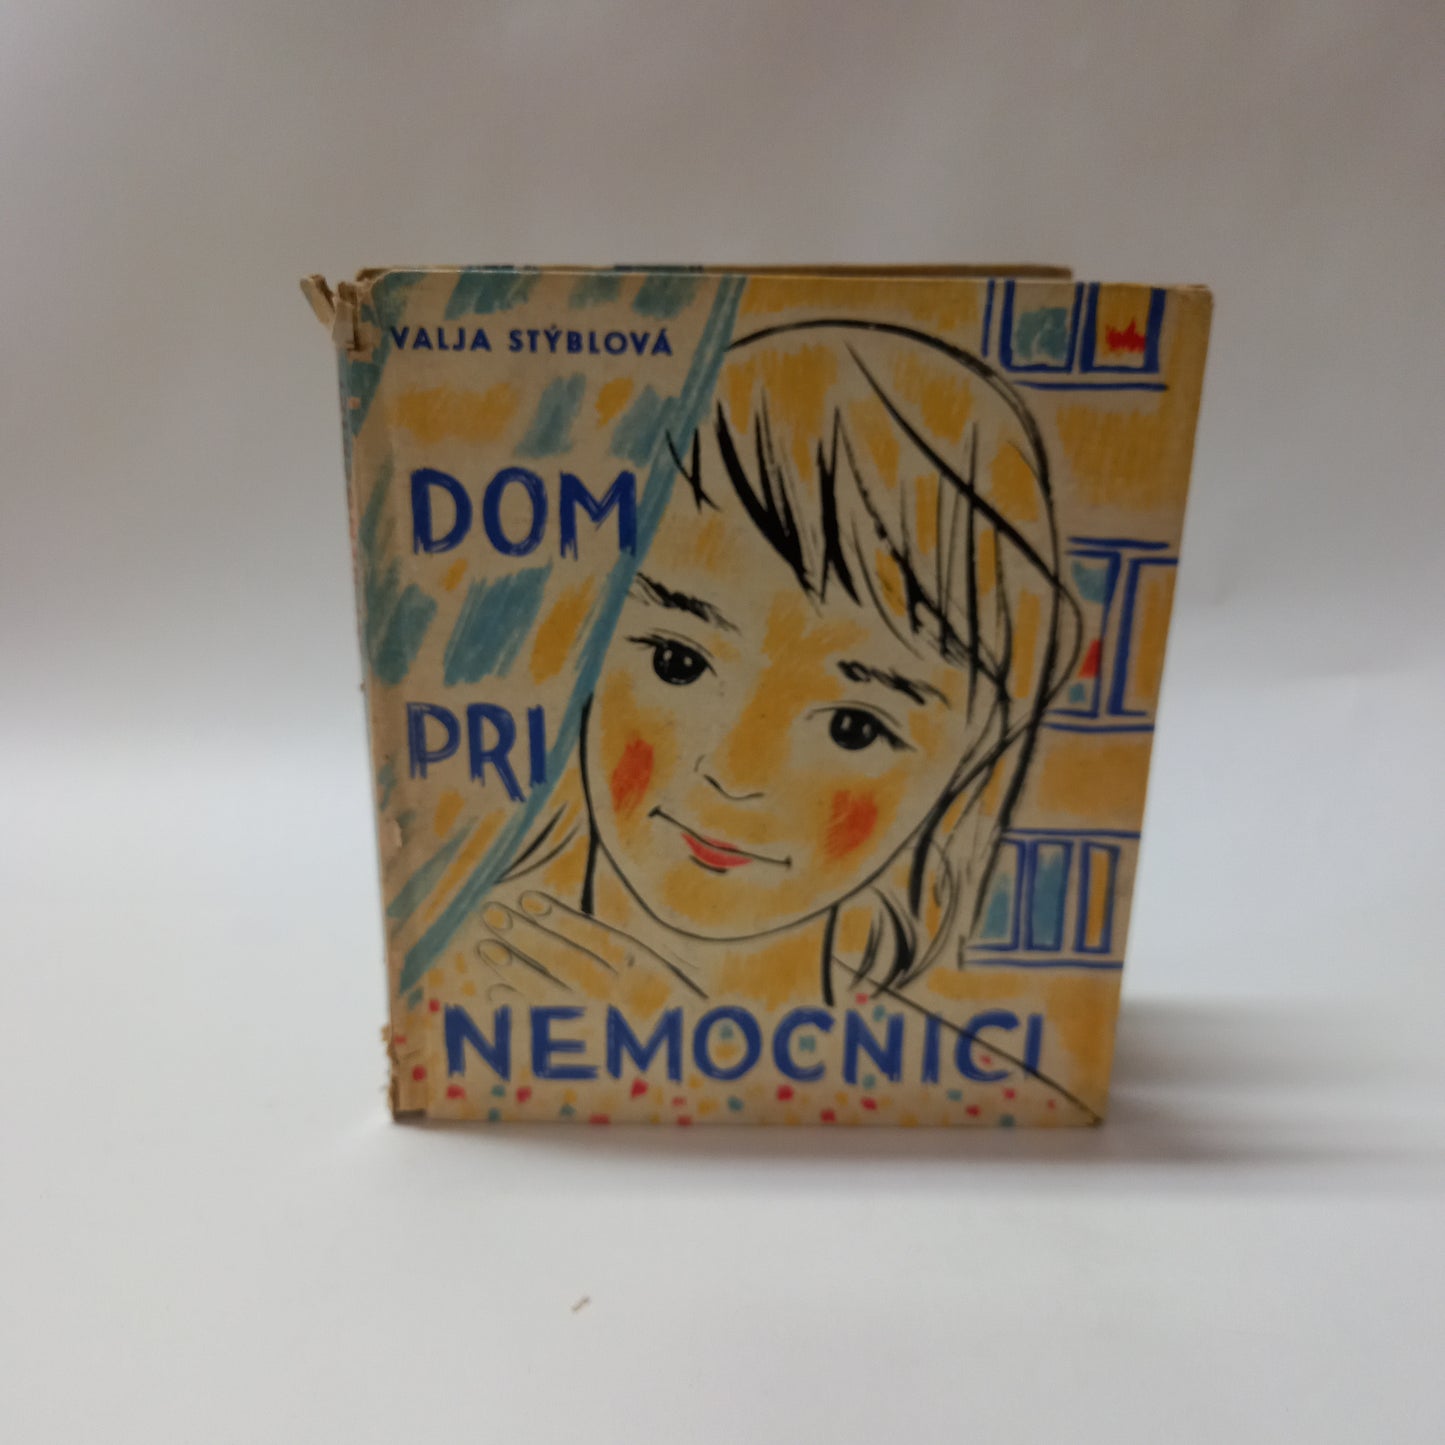 VALJA STÝBLOVÁ
DOM
PRI
NEMOCNICI